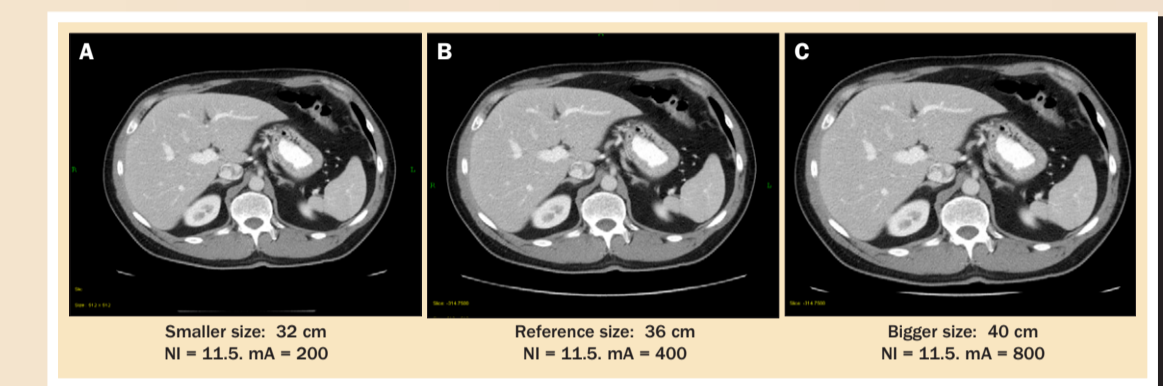 A
B
C
R
L
R
L
Smaller size: 32 cm
NI = 11.5. mA = 200
Reference size: 36 cm
NI = 11.5. mA = 400
Bigger size: 40 cm
NI = 11.5. mA = 800